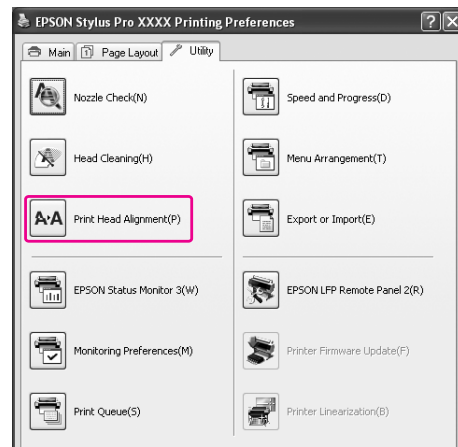 EPSON Stylus Pro XXXX Printing Preferences
Main
Page Layout
Utility
Nozzle Check(N)
Speed and Progress(D)
Head Cleaning(H)
Menu Arrangement(T)
Print Head Alignment(P)
Export or Import(E)
EPSON Status Monitor 3(W)
EPSON LFP Remote Panel 2(R)
Monitoring Preferences(M)
Printer Firmware Update(F)
Print Queue(S)
Printer Linearization(B)